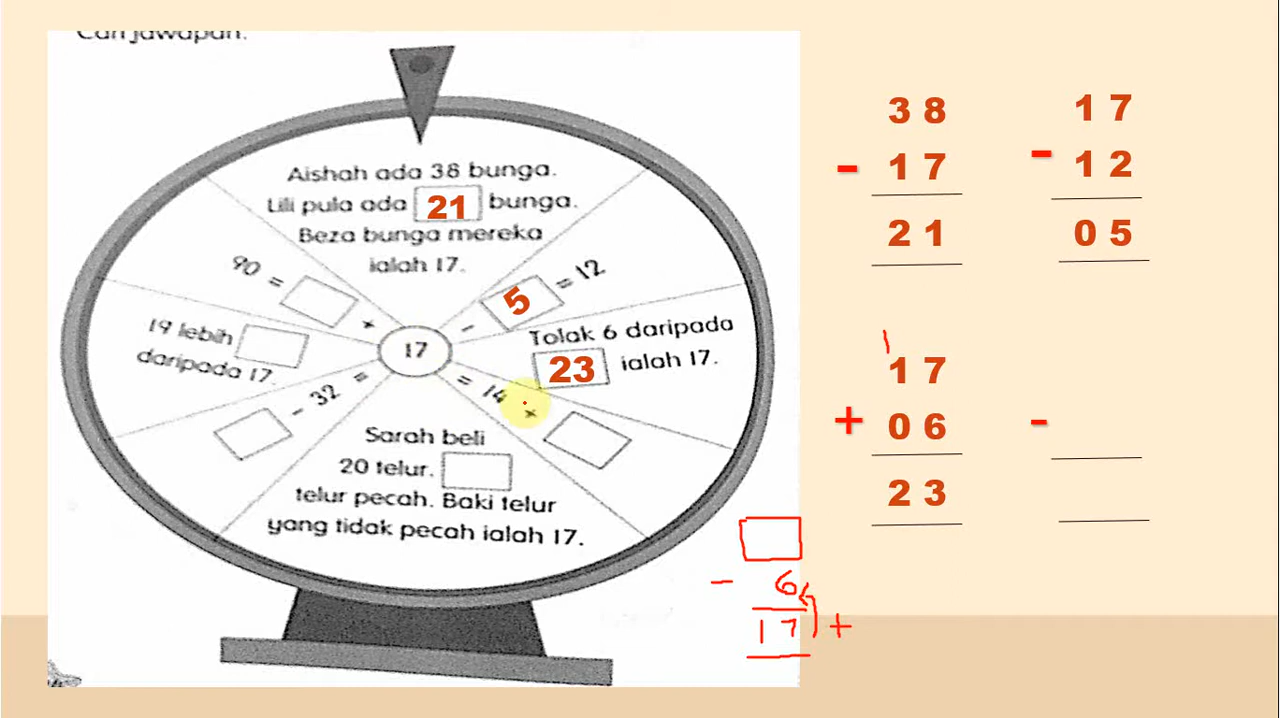 Cari jawapan.
Aishah ada 38 bunga.
Lili pula ada 21 bunga.
Beza bunga mereka
ialah 17.
- 5 = 12
Tolak 6 daripada
23 ialah 17.
= 14 +
Sarah beli
20 telur.
telur pecah. Baki telur
yang tidak pecah ialah 17.
- 32 =
19 lebih
daripada 17.
90 = +
17
38
- 17
21
17
- 12
05
1
17
+ 06
23
-
- 6
17 +